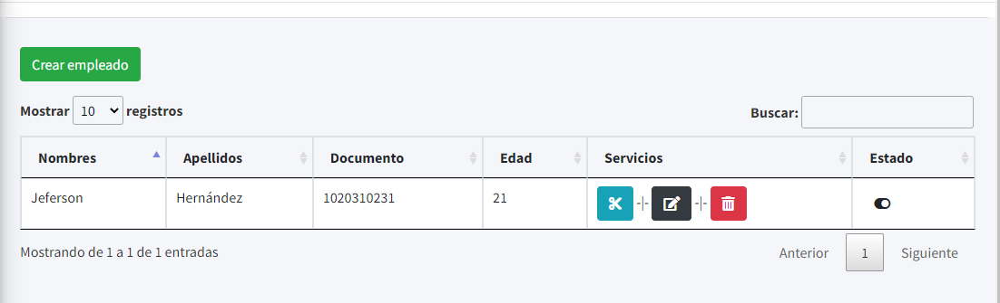 Crear empleado
Mostrar 10 registros
Buscar:
Nombres Apellidos Documento Edad Servicios Estado
Jeferson Hernández 1020310231 21 -|- -|-
Mostrando de 1 a 1 de 1 entradas
Anterior 1 Siguiente